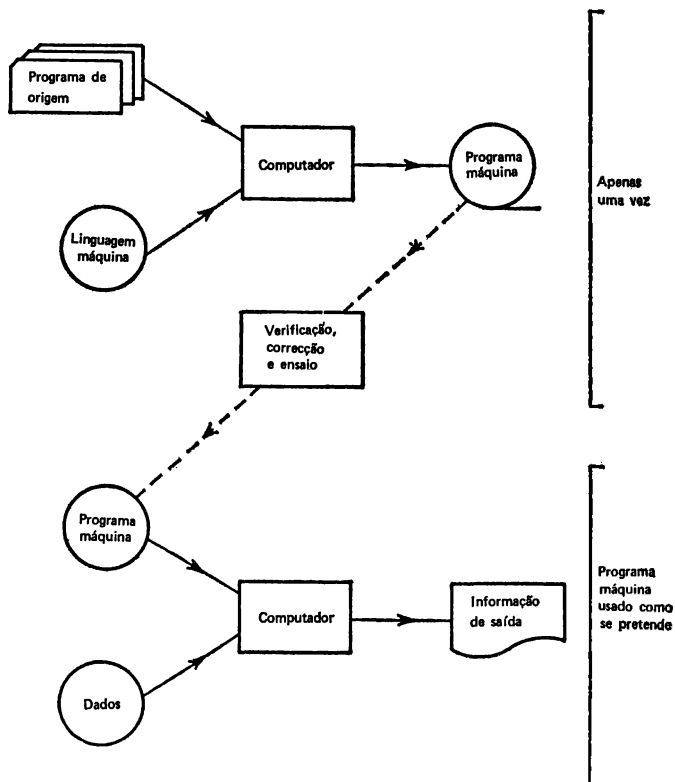 Programa de
origem
Computador
Programa
máquina
Apenas
uma vez
Linguagem
máquina
Verificação,
correcção
e ensaio
Programa
máquina
Computador
Informação
de saída
Programa
máquina
usado como
se pretende
Dados